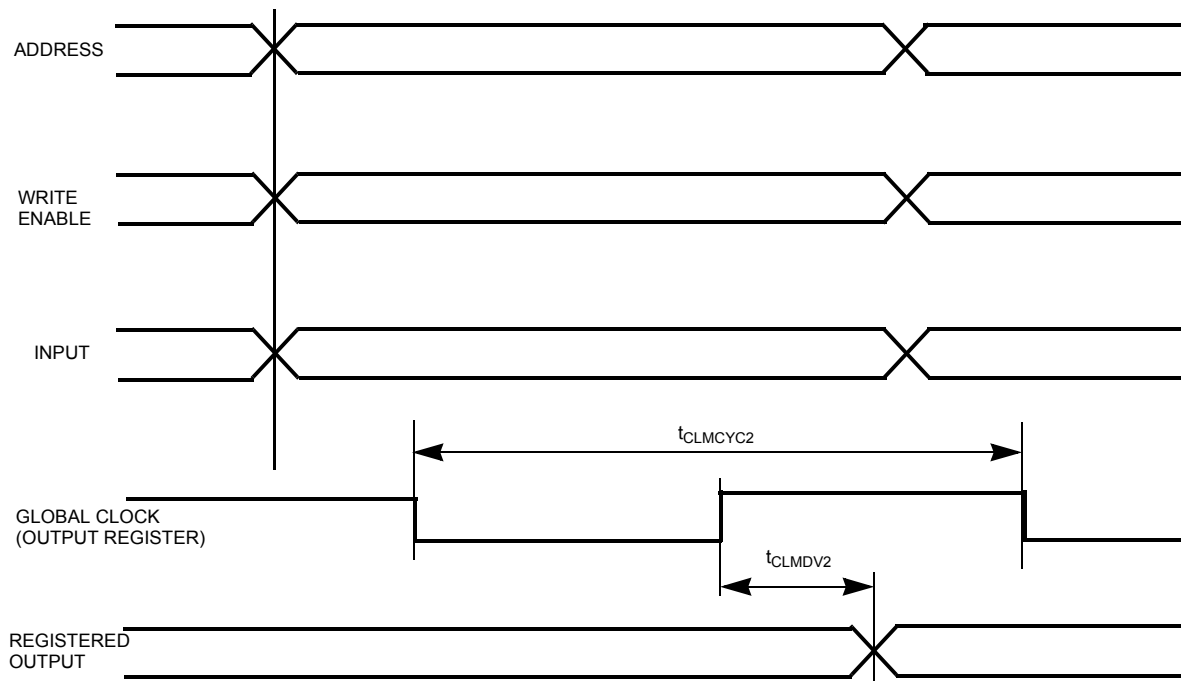 ADDRESS
WRITE
ENABLE
INPUT
tCLMCYC2
GLOBAL CLOCK
(OUTPUT REGISTER)
tCLMDV2
REGISTERED
OUTPUT